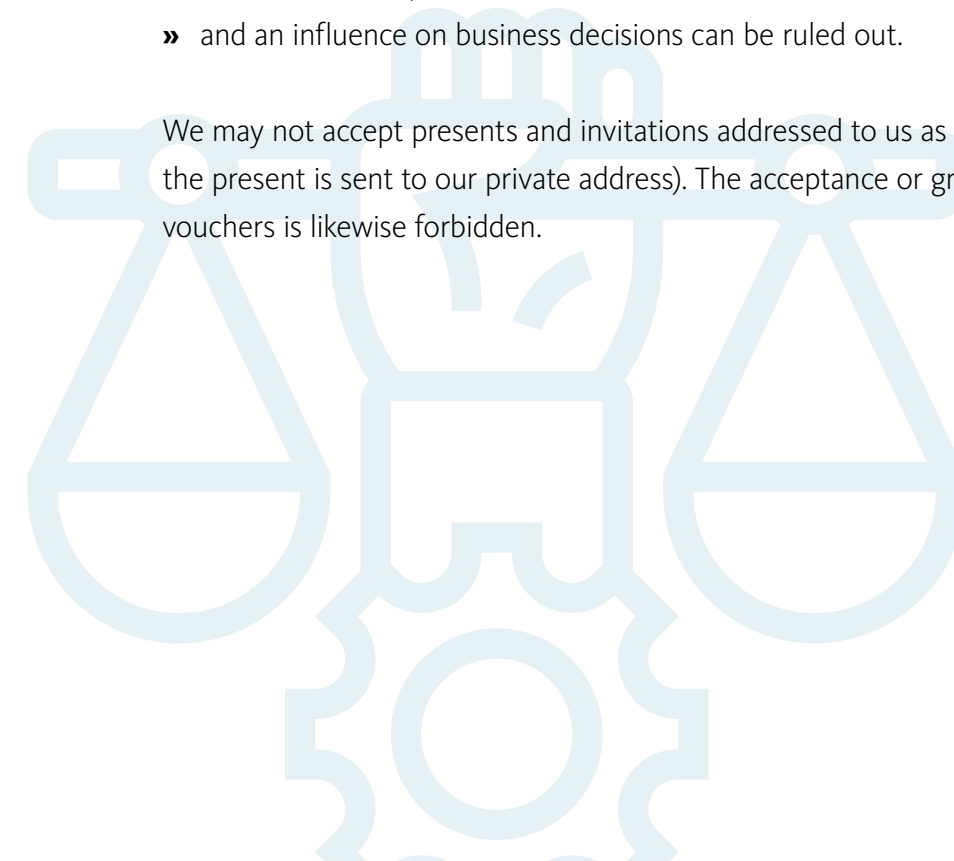 » and an influence on business decisions can be ruled out.
We may not accept presents and invitations addressed to us as
the present is sent to our private address). The acceptance or
vouchers is likewise forbidden.